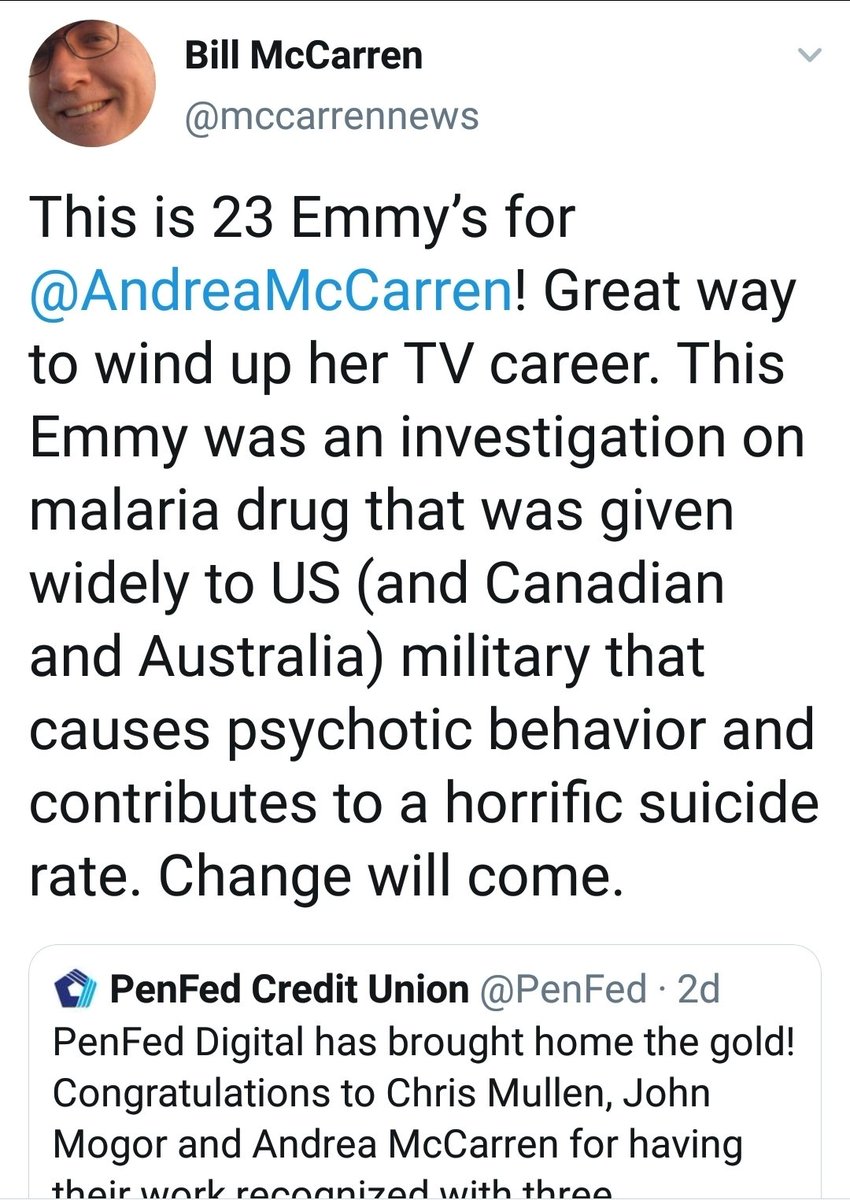 Bill McCarren
@mccarrennews
This is 23 Emmy’s for
@AndreaMcCarren! Great way
to wind up her TV career. This
Emmy was an investigation on
malaria drug that was given
widely to US (and Canadian
and Australia) military that
causes psychotic behavior and
contributes to a horrific suicide
rate. Change will come.
PenFed Credit Union @PenFed · 2d
PenFed Digital has brought home the gold!
Congratulations to Chris Mullen, John
Mogor and Andrea McCarren for having
their work recognized with three